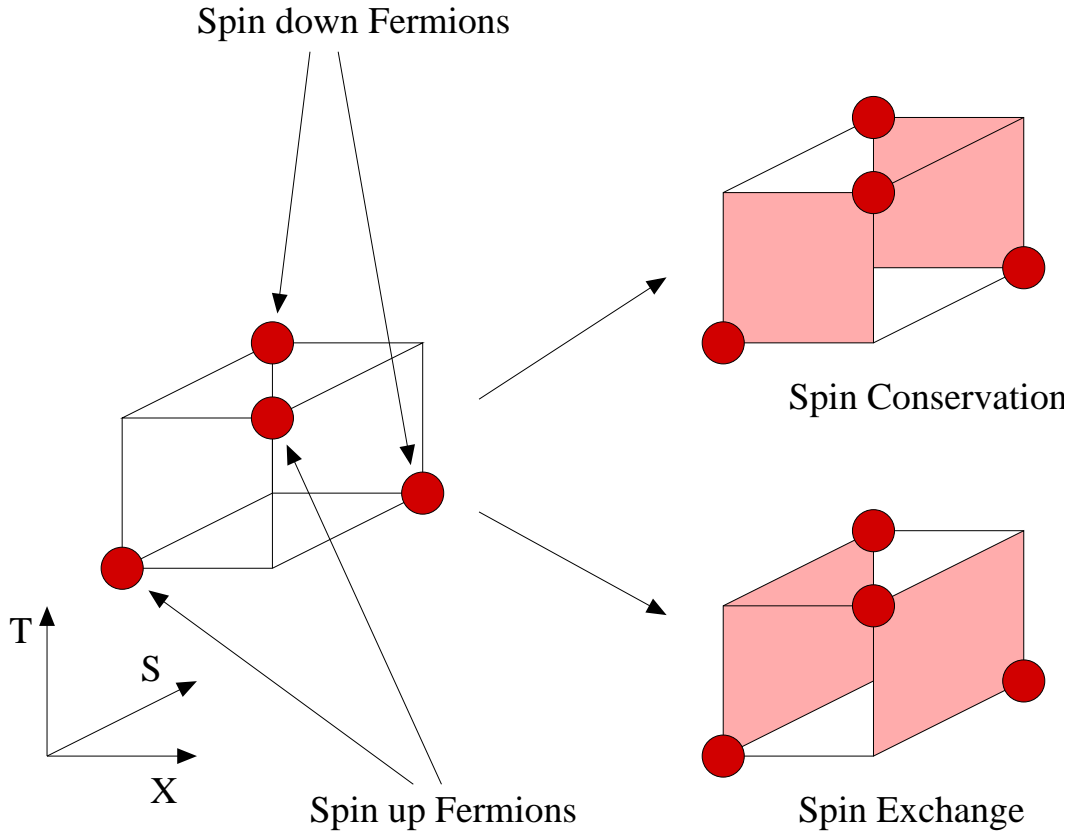 Spin down Fermions
Spin Conservation
T
S
X
Spin up Fermions
Spin Exchange